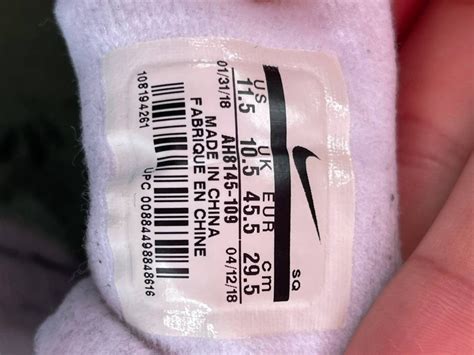 SQ
US UK EUR cm
11.5 10.5 45.5 29.5
01/31/18 AH8145-109 04/12/18
MADE IN CHINA
FABRIQUE EN CHINE
108194261
UPC 00884498848616